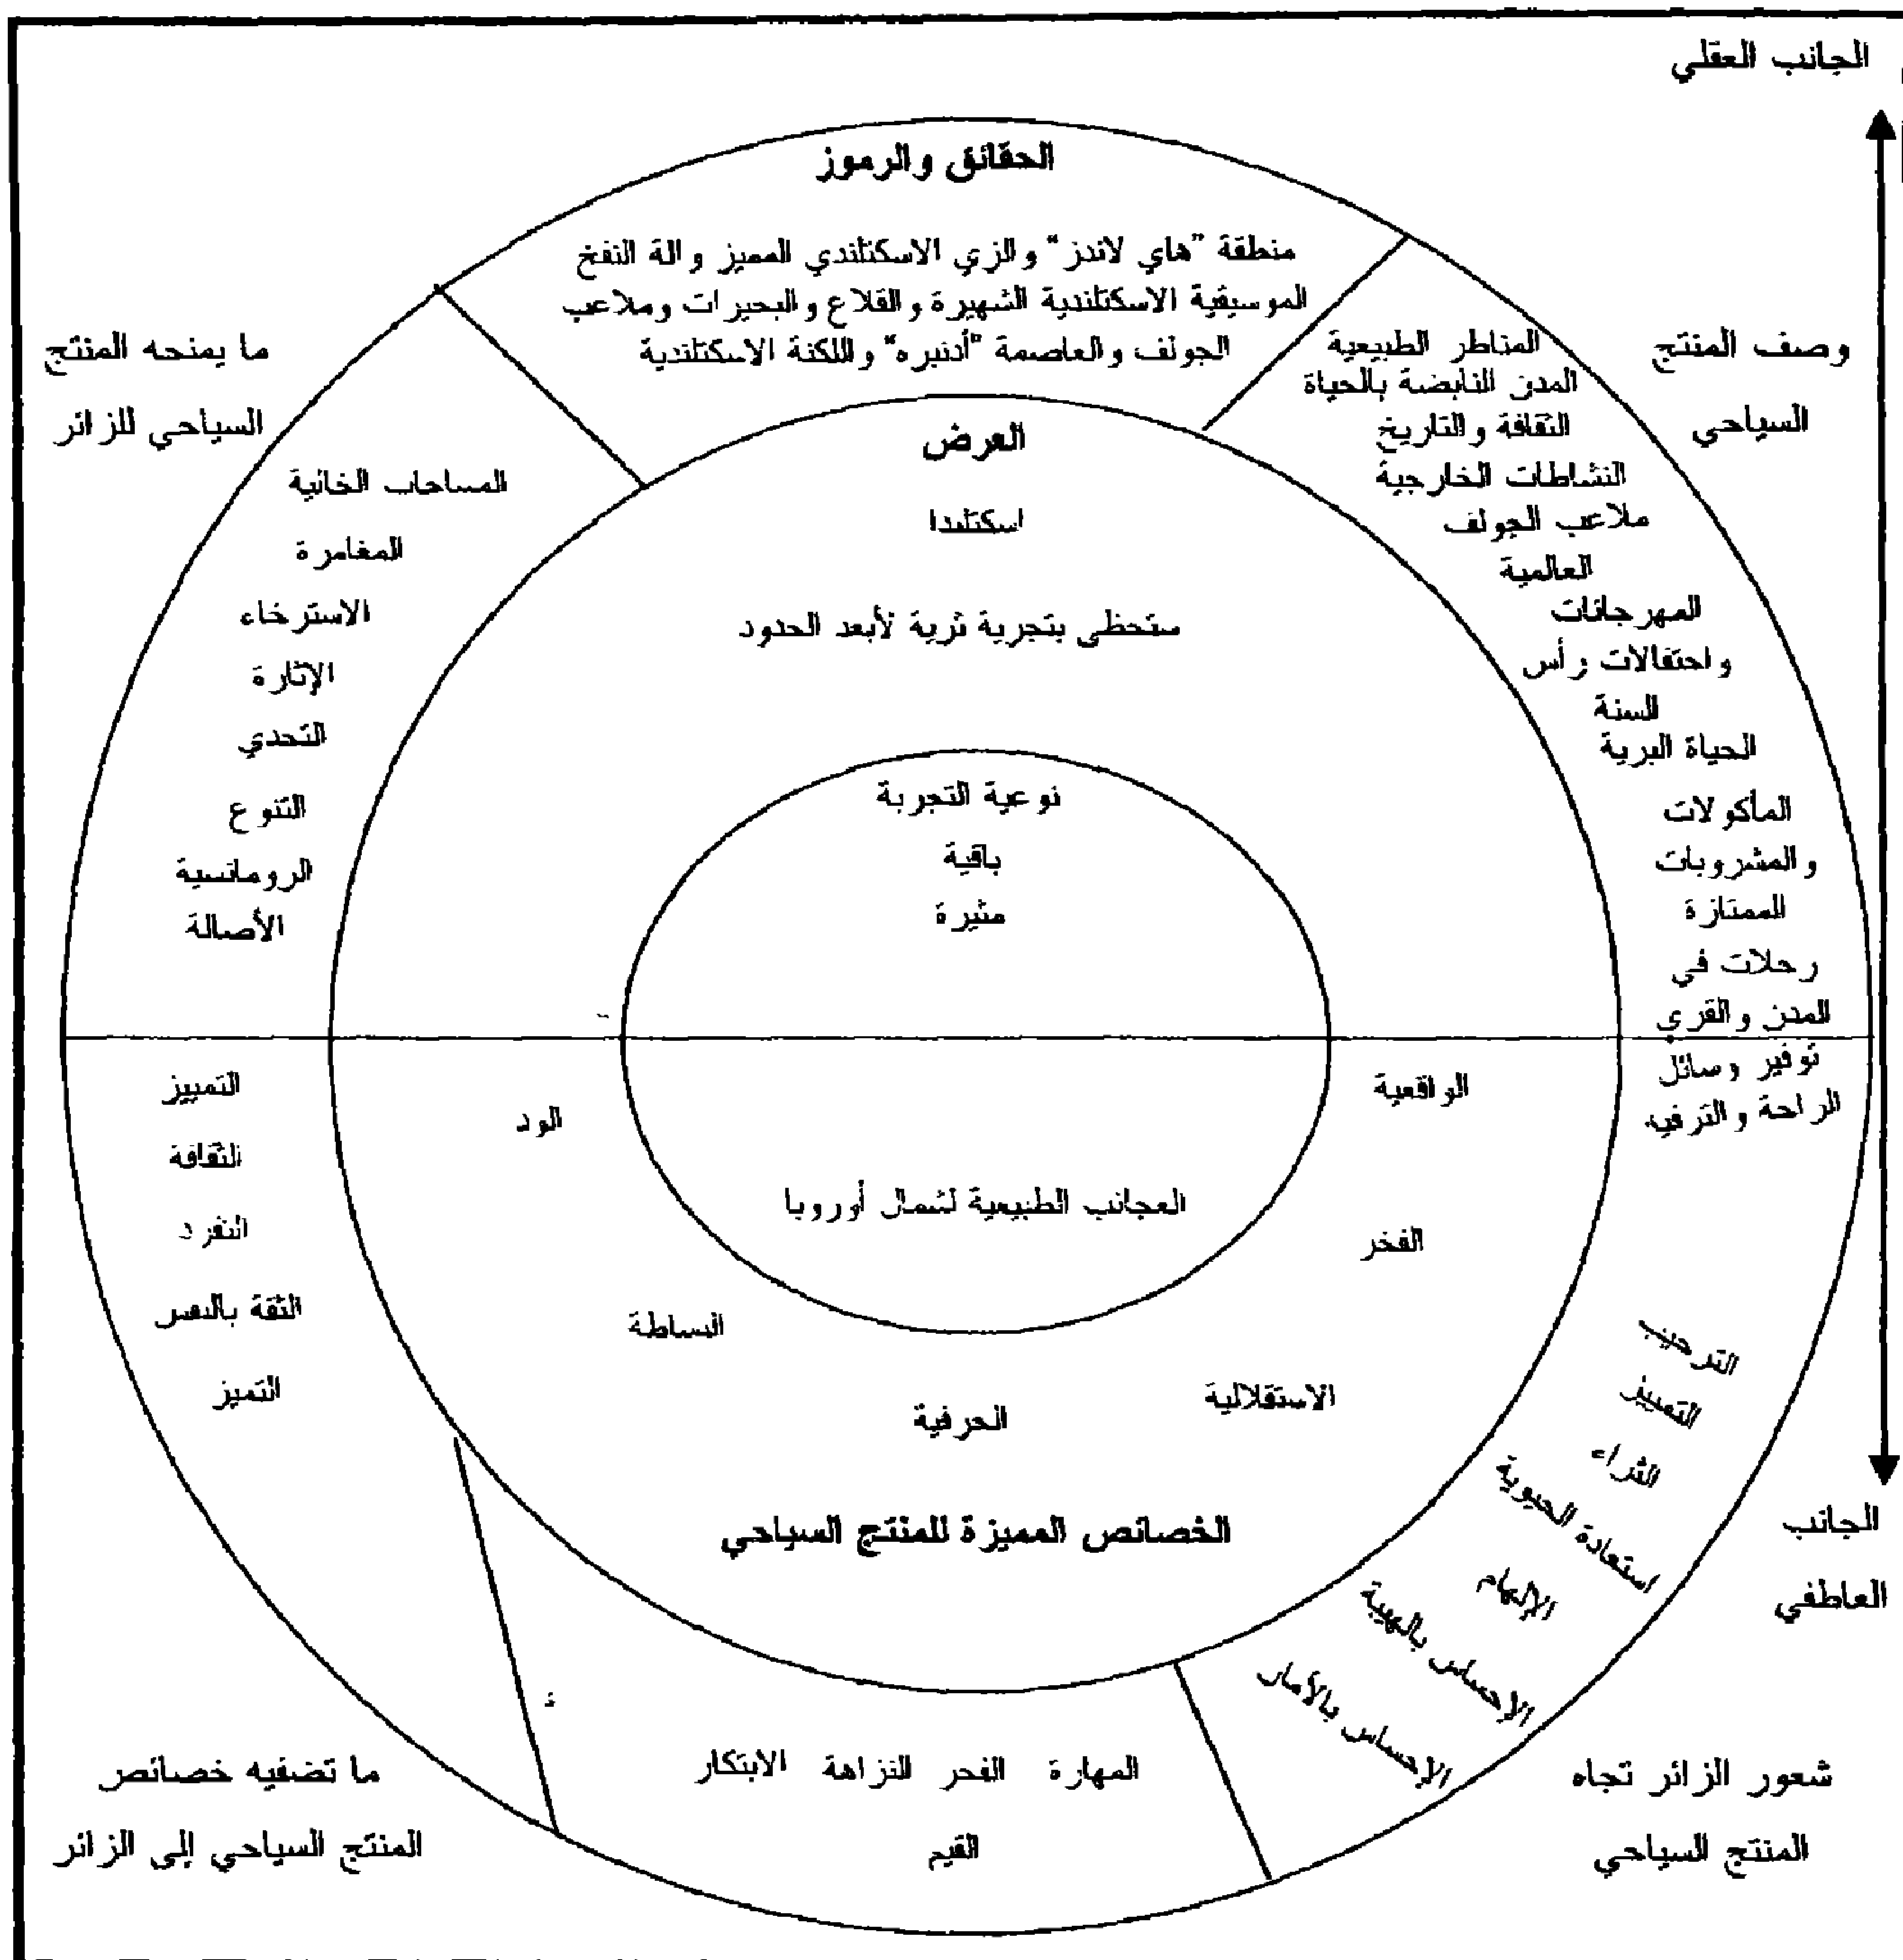 الجانب العقلي
الحقائق والرموز
منطقة "هاي لاندز" والزي الاسكتلندي المميز والة النفخ
الموسيقية الاسكتلندية الشهيرة والقلاع والبحيرات وملاعب
الجولف والعاصمة "أدنبره" واللكنة الاسكتلندية
وصف المنتج
السياحي
المناظر الطبيعية
المدن النابضة بالحياة
الثقافة والتاريخ
النشاطات الخارجية
ملاعب الجولف
العالمية
المهرجانات
واحتفالات رأس
السنة
الحياة البرية
المأكولات
والمشروبات
الممتازة
رحلات في
المدن والقرى
توفير وسائل
الراحة والترفيه
ما يمنحه المنتج
السياحي للزائر
المساحات الخالية
المغامرة
الاسترخاء
الإثارة
التحدي
التنوع
الرومانسية
الأصالة
العرض
اسكتلندا
ستحظى بتجربة ثرية لأبعد الحدود
نوعية التجربة
باقية
مثيرة
العجائب الطبيعية لشمال أوروبا
الواقعية
الفخر
الاستقلالية
الحرفية
البساطة
الود
الخصائص المميزة للمنتج السياحي
التمييز
الثقافة
التفرد
الثقة بالنفس
التميز
الترحيب
التمييز
الثراء
استعادة الحيوية
الإلهام
الإحساس بالهيبة
الإحساس بالأمان
الجانب
العاطفي
المهارة الفخر النزاهة الابتكار
القيم
شعور الزائر تجاه
المنتج السياحي
ما تضفيه خصائص
المنتج السياحي إلى الزائر